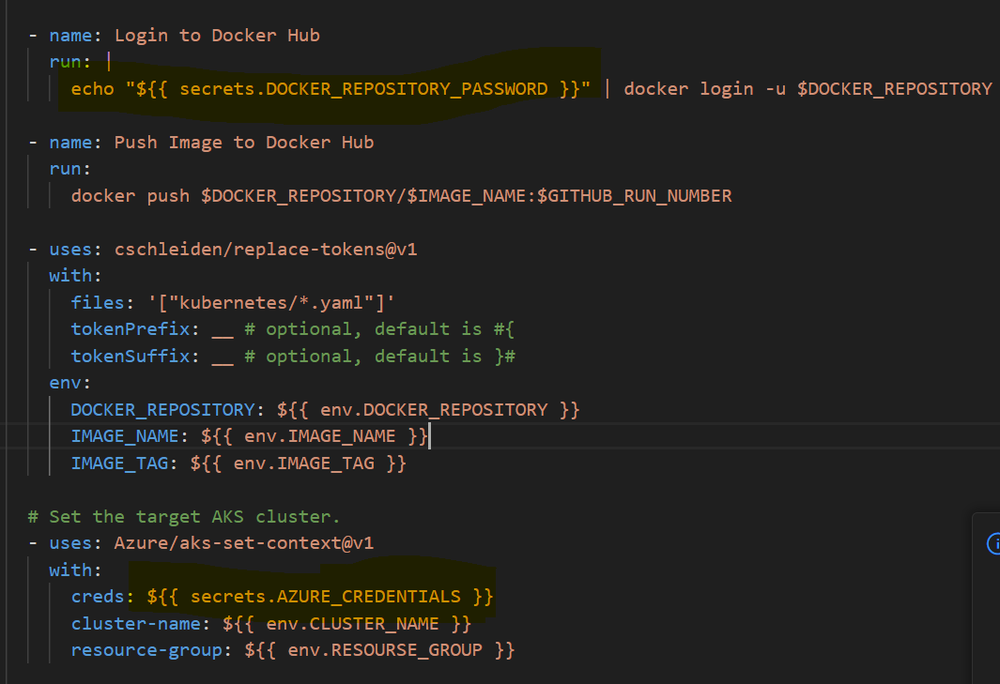 - name: Login to Docker Hub
run: |
echo "${{ secrets.DOCKER_REPOSITORY_PASSWORD }}" | docker login -u $DOCKER_REPOSITORY
- name: Push Image to Docker Hub
run:
docker push $DOCKER_REPOSITORY/$IMAGE_NAME:$GITHUB_RUN_NUMBER
- uses: cschleiden/replace-tokens@v1
with:
files: '["kubernetes/*.yaml"]'
tokenPrefix: __ # optional, default is #{
tokenSuffix: __ # optional, default is }#
env:
DOCKER_REPOSITORY: ${{ env.DOCKER_REPOSITORY }}
IMAGE_NAME: ${{ env.IMAGE_NAME }}
IMAGE_TAG: ${{ env.IMAGE_TAG }}
# Set the target AKS cluster.
- uses: Azure/aks-set-context@v1
with:
creds: ${{ secrets.AZURE_CREDENTIALS }}
cluster-name: ${{ env.CLUSTER_NAME }}
resource-group: ${{ env.RESOURSE_GROUP }}